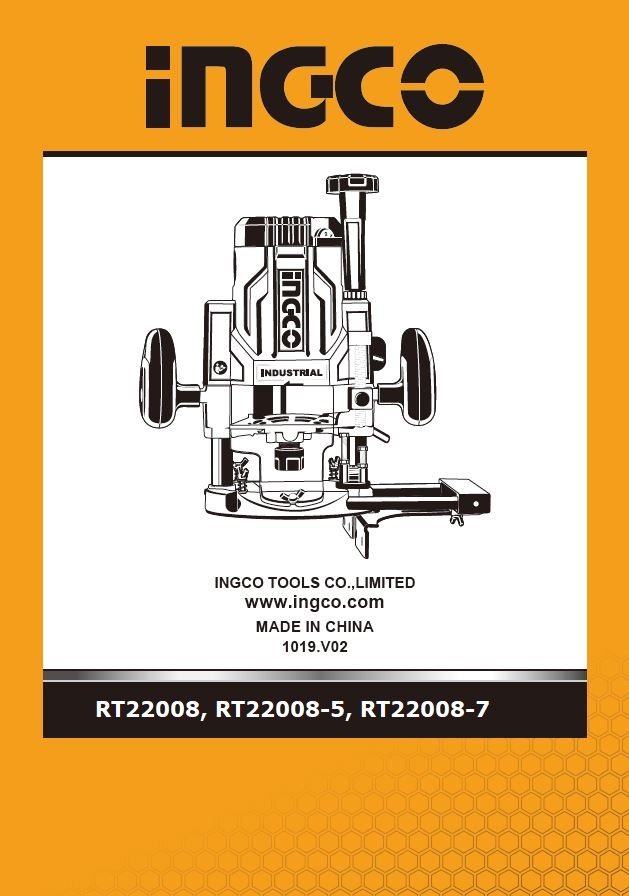 INGCO
INGCO
INDUSTRIAL
INGCO TOOLS CO.,LIMITED
www.ingco.com
MADE IN CHINA
1019.V02
RT22008, RT22008-5, RT22008-7